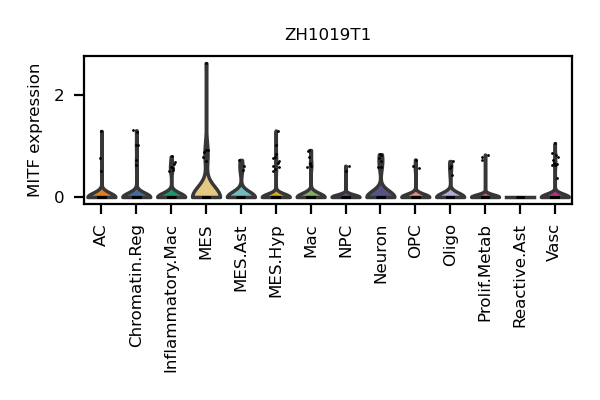 ZH1019T1
MITF expression
2
0
AC
Chromatin.Reg
Inflammatory.Mac
MES
MES.Ast
MES.Hyp
Mac
NPC
Neuron
OPC
Oligo
Prolif.Metab
Reactive.Ast
Vasc